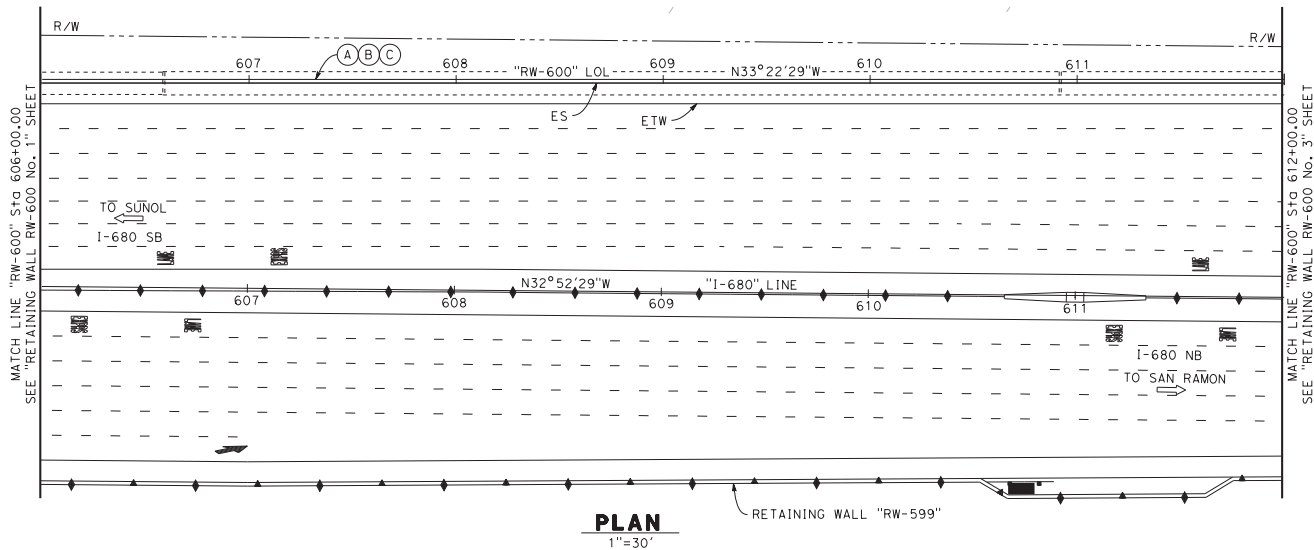 R/W
R/W
A B C
607
608
609
610
611
"RW-600" LOL
N33°22'29"W
ES
ETW
MATCH LINE "RW-600" Sta 606+00.00
SEE "RETAINING WALL RW-600 No. 1" SHEET
MATCH LINE "RW-600" Sta 612+00.00
SEE "RETAINING WALL RW-600 No. 3" SHEET
TO SUNOL
I-680 SB
N32°52'29"W
"I-680" LINE
607
608
609
610
611
I-680 NB
TO SAN RAMON
RETAINING WALL "RW-599"
PLAN
1"=30'